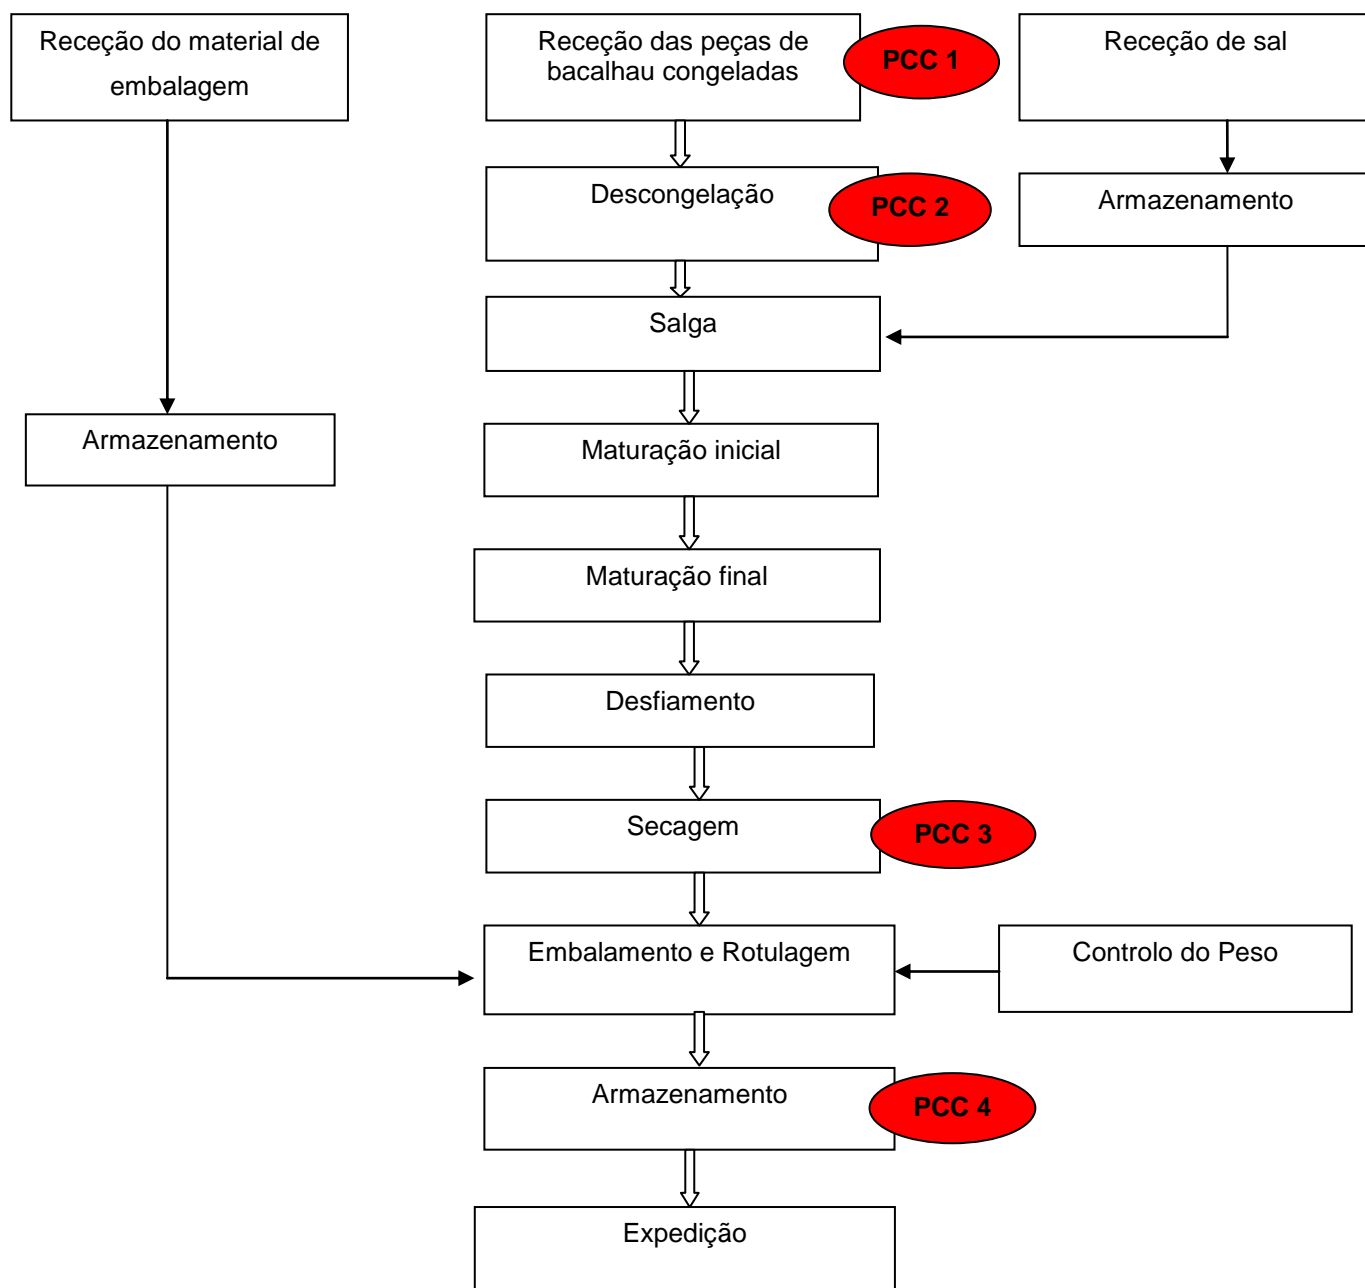 Receção do material de
embalagem
Receção das peças de
bacalhau congeladas
PCC 1
Receção de sal
Descongelação
PCC 2
Armazenamento
Salga
Armazenamento
Maturação inicial
Maturação final
Desfiamento
Secagem
PCC 3
Embalamento e Rotulagem
Controlo do Peso
Armazenamento
PCC 4
Expedição